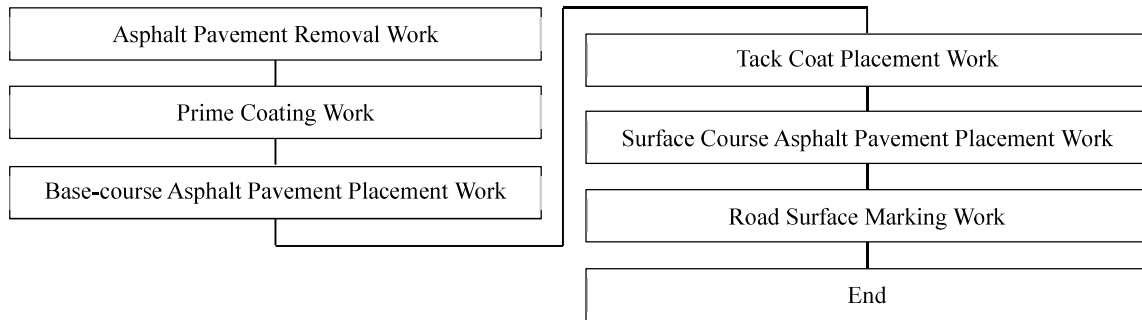 Asphalt Pavement Removal Work
Prime Coating Work
Base-course Asphalt Pavement Placement Work
Tack Coat Placement Work
Surface Course Asphalt Pavement Placement Work
Road Surface Marking Work
End